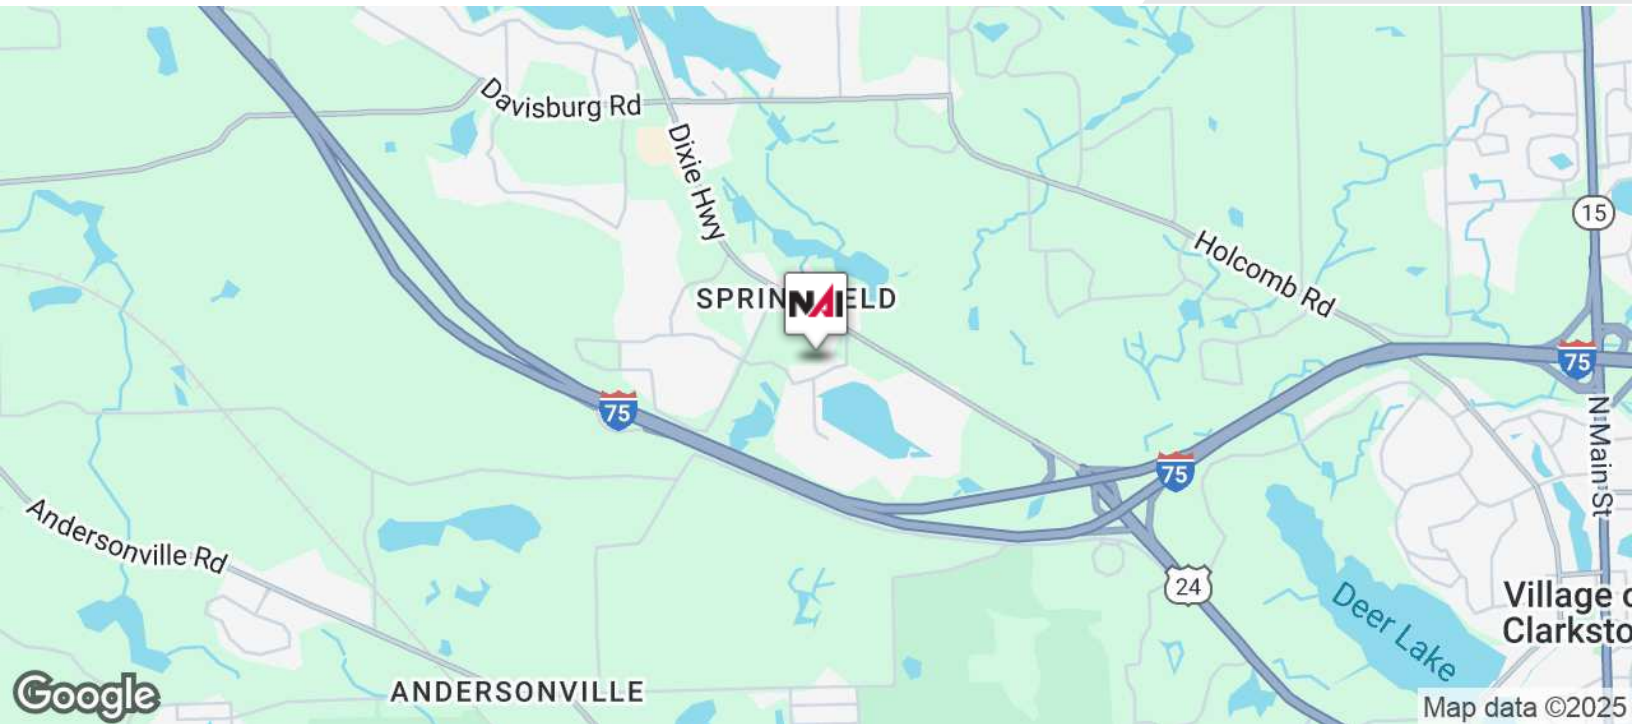 Davisburg Rd
Dixie Hwy
15
Holcomb Rd
SPRIN
NAI
ELD
75
75
75
N Main St
Andersonville Rd
24
Deer Lake
Village
Clarksto
ANDERSONVILLE
Google
Map data ©2025